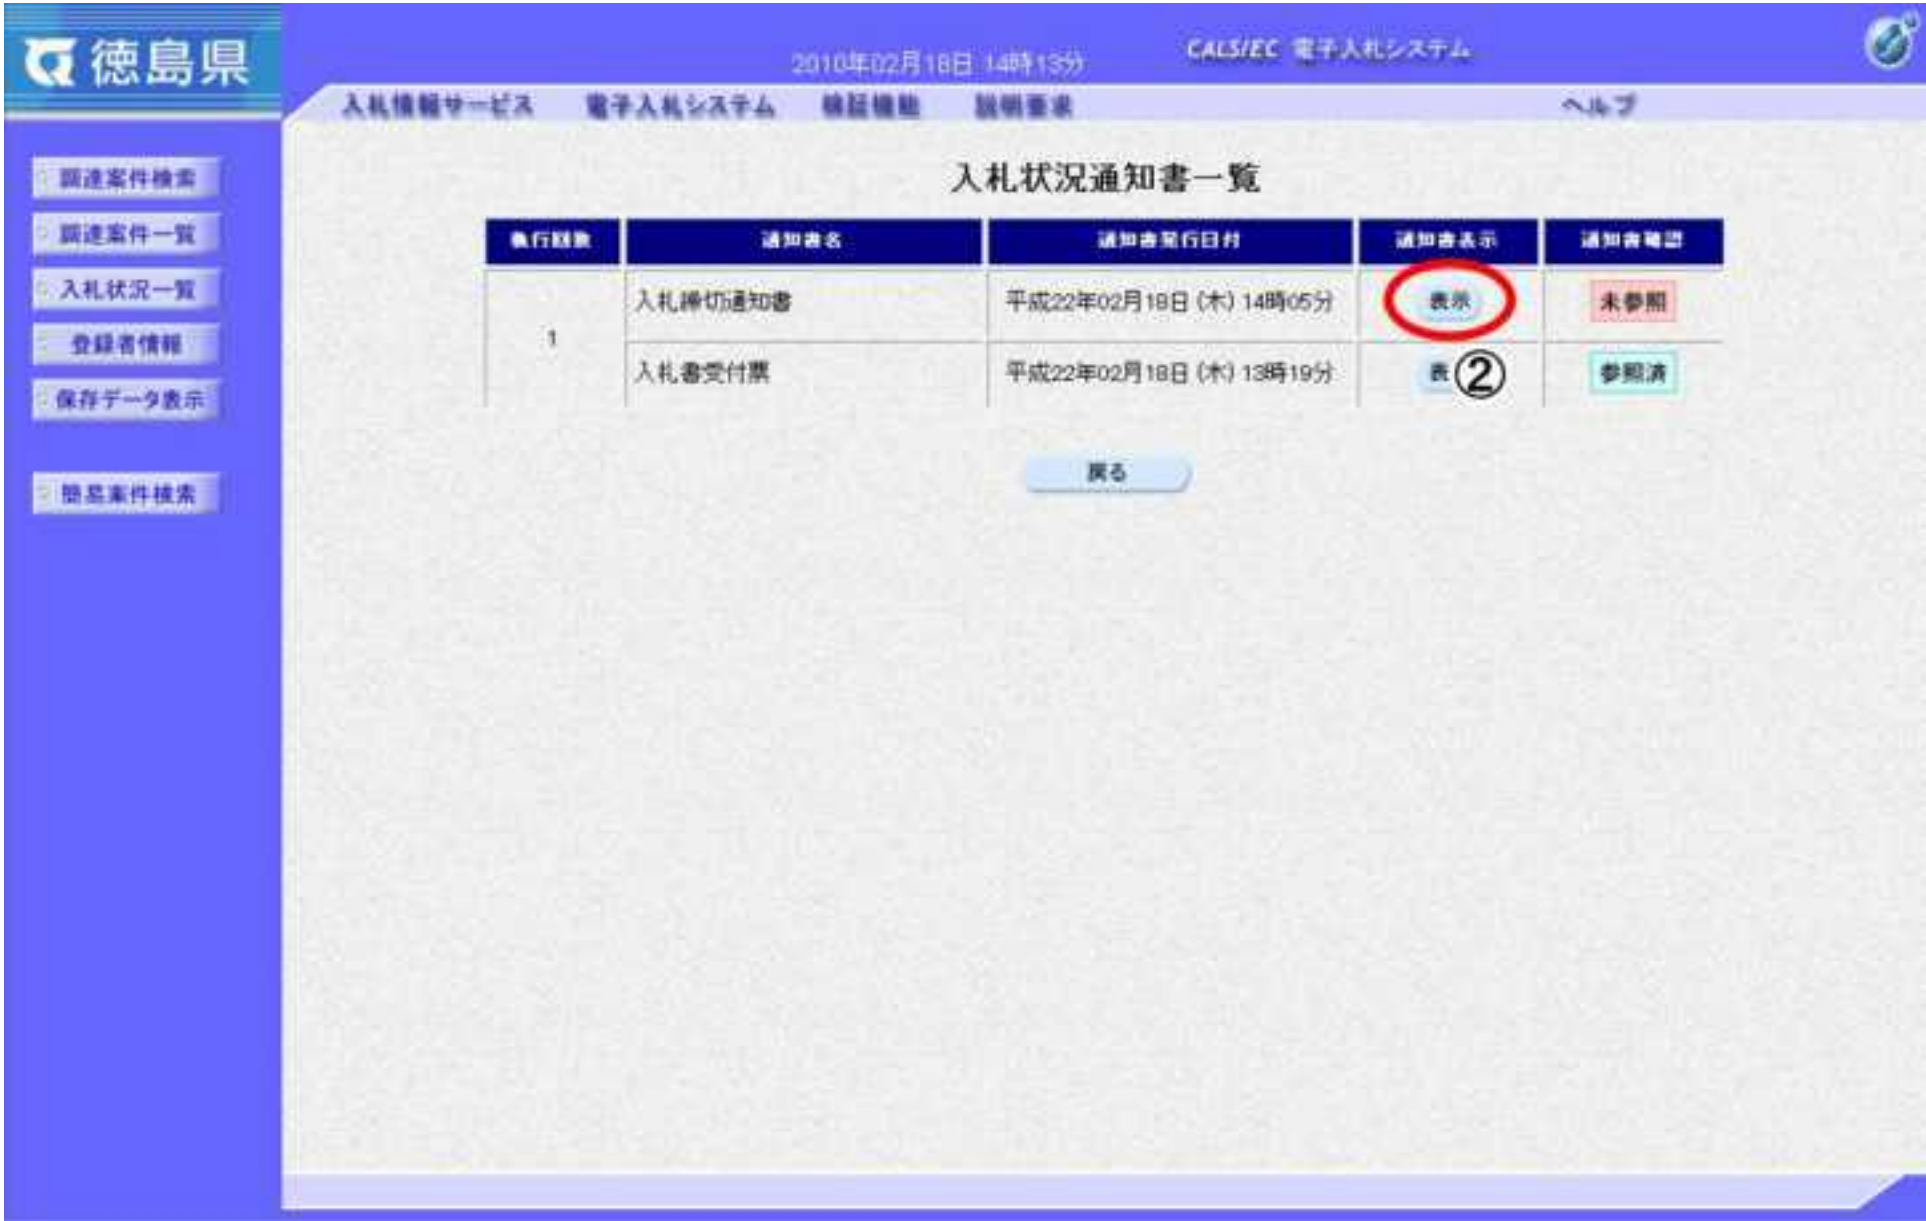 徳島県
2010年02月18日 14時13分
CALS/EC 電子入札システム
入札情報サービス 電子入札システム 検証機能 説明要求 ヘルプ
調達案件検索
調達案件一覧
入札状況一覧
登録者情報
保存データ表示
簡易案件検索
入札状況通知書一覧
執行回数 通知書名 通知書発行日付 通知書表示 通知書確認
1
入札締切通知書 平成22年02月18日 (木) 14時05分 表示 未参照
入札書受付票 平成22年02月18日 (木) 13時19分 表 ② 参照済
戻る